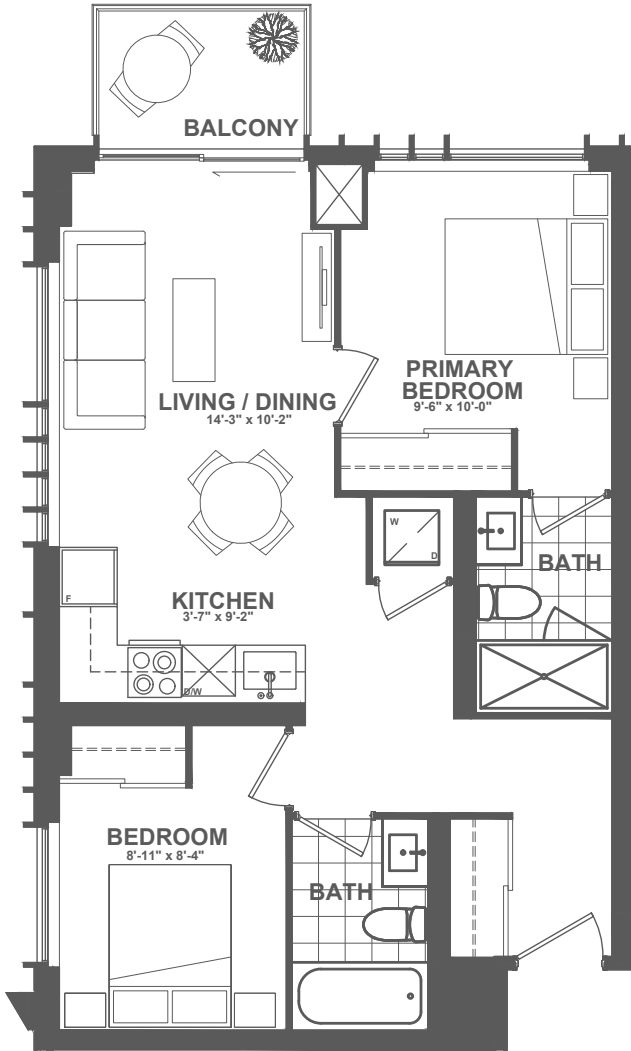 BALCONY
PRIMARY
BEDROOM
9'-6" x 10'-0"
LIVING / DINING
14'-3" x 10'-2"
W
D
BATH
F
KITCHEN
3'-7" x 9'-2"
D/W
BEDROOM
8'-11" x 8'-4"
BATH